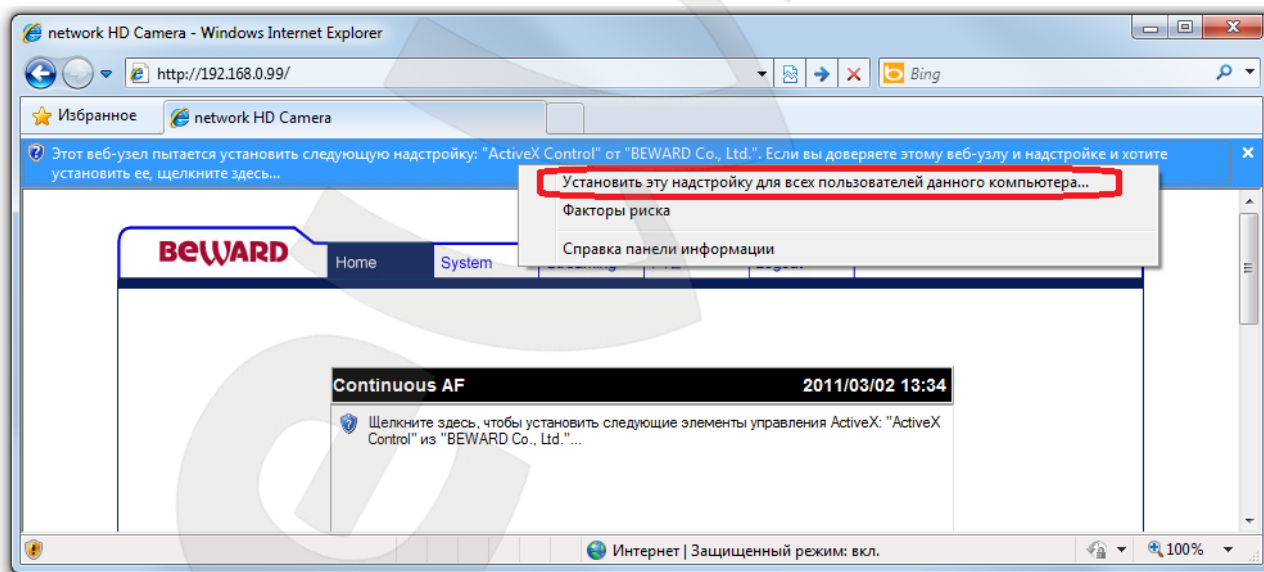 network HD Camera - Windows Internet Explorer
http://192.168.0.99/
Bing
Избранное
network HD Camera
Этот веб-узел пытается установить следующую надстройку: "ActiveX Control" от "BEWARD Co., Ltd.". Если вы доверяете этому веб-узлу и надстройке и хотите
установить ее, щелкните здесь...
Установить эту надстройку для всех пользователей данного компьютера...
Факторы риска
Справка панели информации
BEWARD
Home
System
Continuous AF
2011/03/02 13:34
Щелкните здесь, чтобы установить следующие элементы управления ActiveX: "ActiveX
Control" из "BEWARD Co., Ltd."...
Интернет | Защищенный режим: вкл.
100%